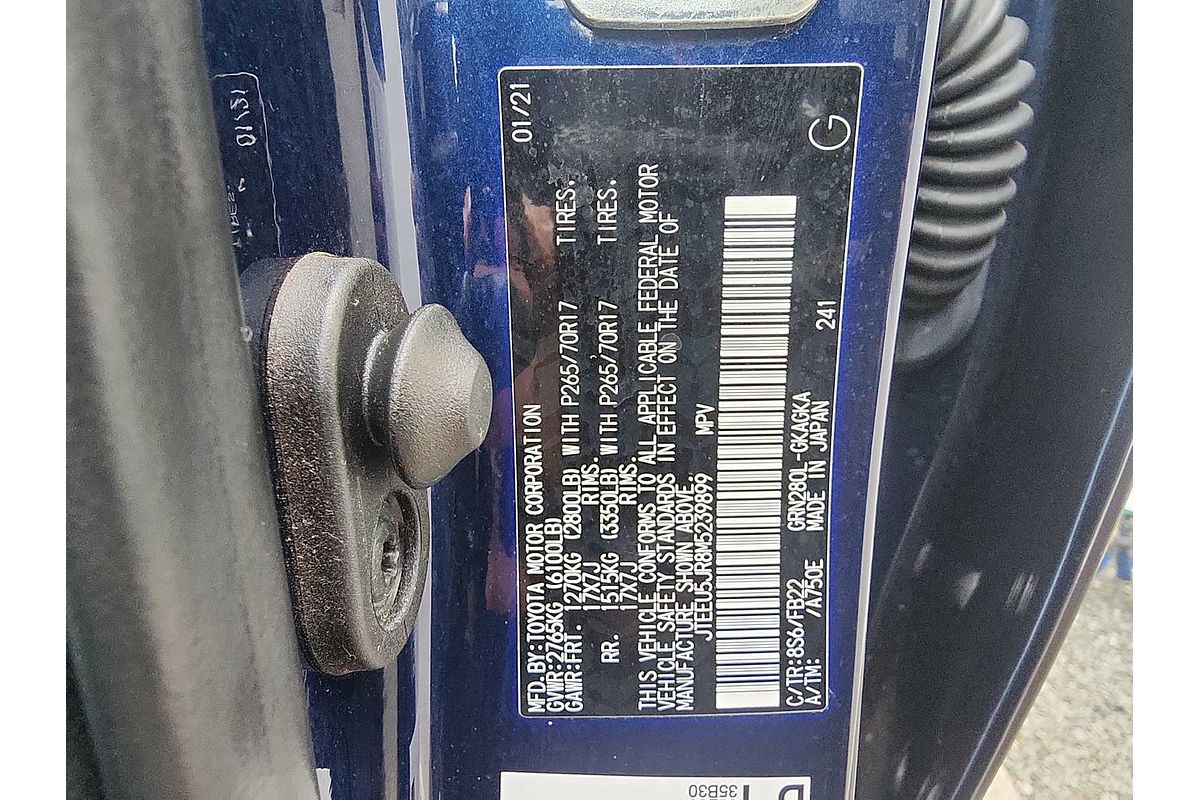 MFD.BY:TOYOTA MOTOR CORPORATION 01/21
GVWR:2765KG (6100LB)
GAWR:FRT. 1270KG (2800LB) WITH P265/70R17 TIRES.
17X7J RIMS.
RR. 1515KG (3350LB) WITH P265/70R17 TIRES.
17X7J RIMS.
THIS VEHICLE CONFORMS TO ALL APPLICABLE FEDERAL MOTOR
VEHICLE SAFETY STANDARDS IN EFFECT ON THE DATE OF
MANUFACTURE SHOWN ABOVE.
JTEEU5JR8M5239899 MPV
C/TR:8S6/FB22 GRN280L-GKAGKA 241
A/TM: /A750E MADE IN JAPAN
G
35B30